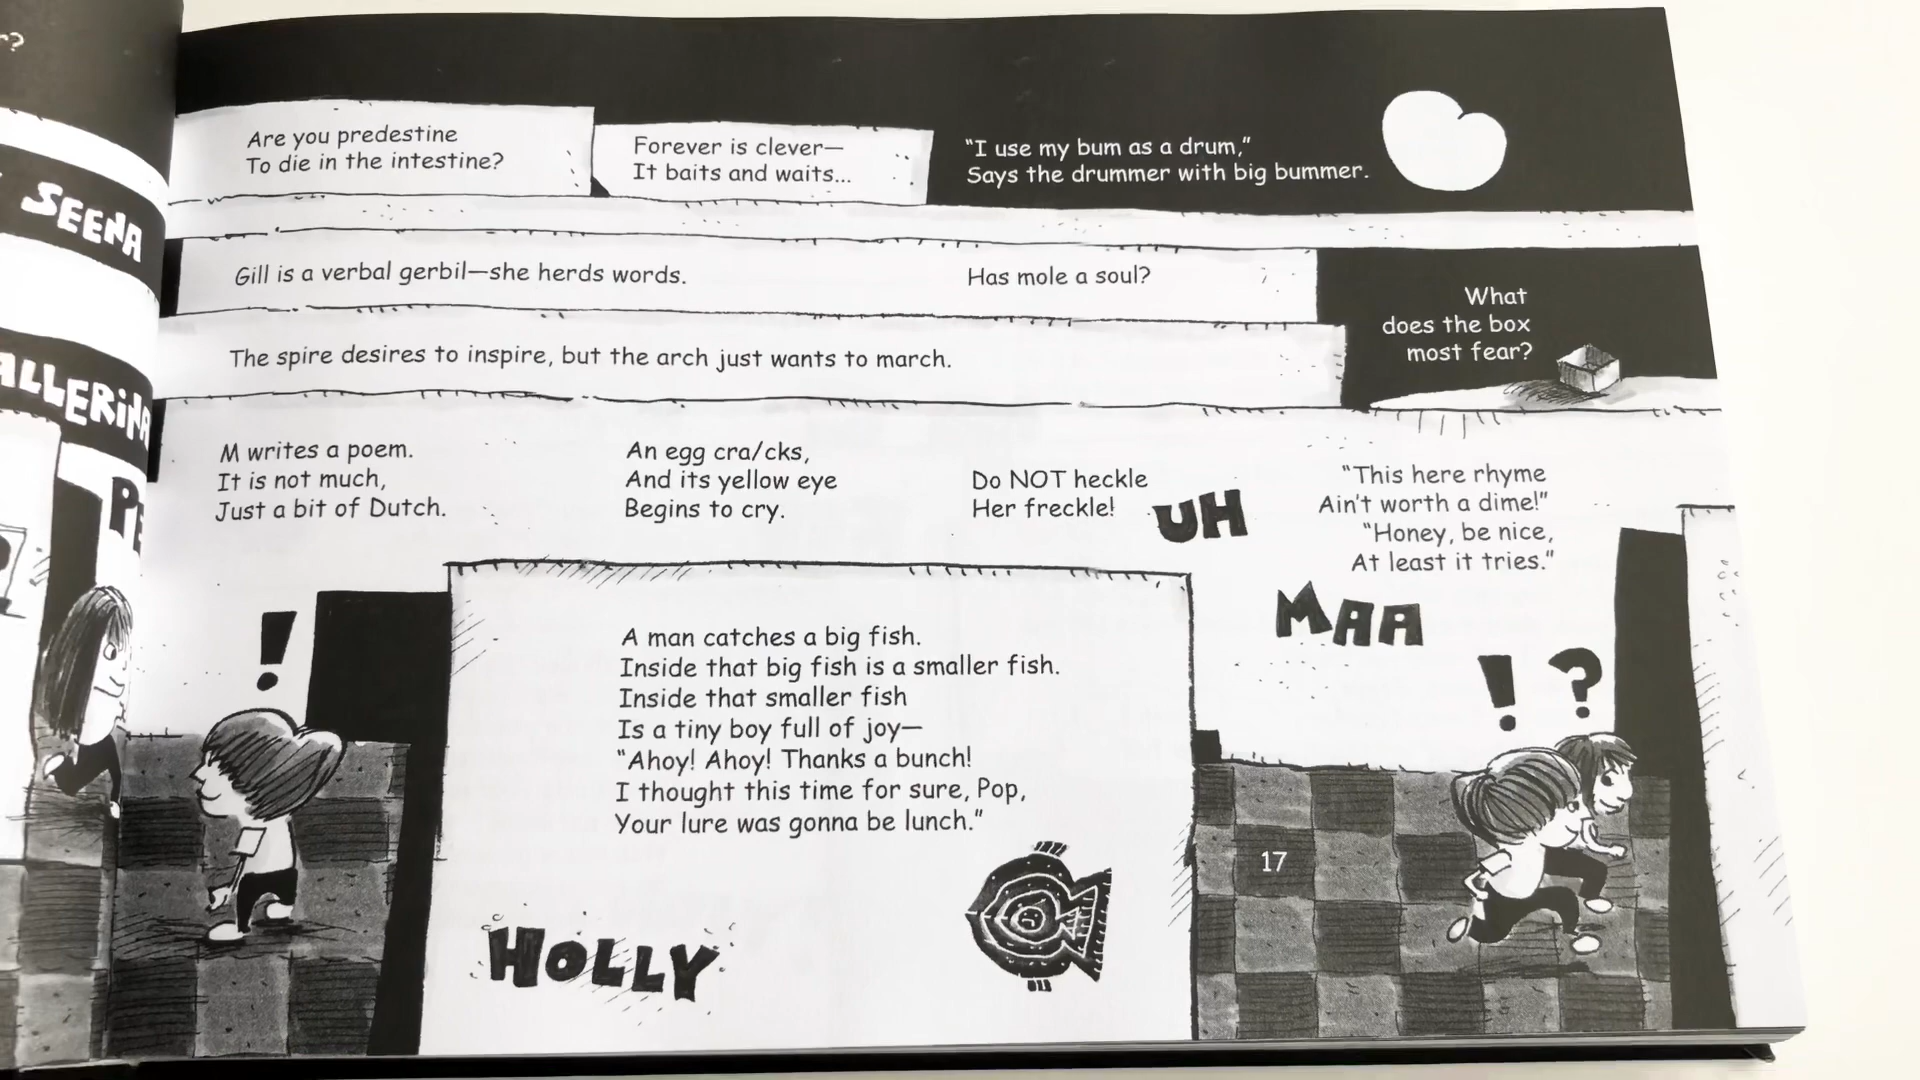 SEENA
Are you predestine
To die in the intestine?
Forever is clever—
It baits and waits...
"I use my bum as a drum,"
Says the drummer with big bummer.
Gill is a verbal gerbil—she herds words.
Has mole a soul?
What
does the box
most fear?
The spire desires to inspire, but the arch just wants to march.
M writes a poem.
It is not much,
Just a bit of Dutch.
An egg cra/cks,
And its yellow eye
Begins to cry.
Do NOT heckle
Her freckle!
UH
"This here rhyme
Ain't worth a dime!"
"Honey, be nice,
At least it tries."
MAA
!
! ?
A man catches a big fish.
Inside that big fish is a smaller fish.
Inside that smaller fish
Is a tiny boy full of joy—
"Ahoy! Ahoy! Thanks a bunch!
I thought this time for sure, Pop,
Your lure was gonna be lunch."
HOLLY
17